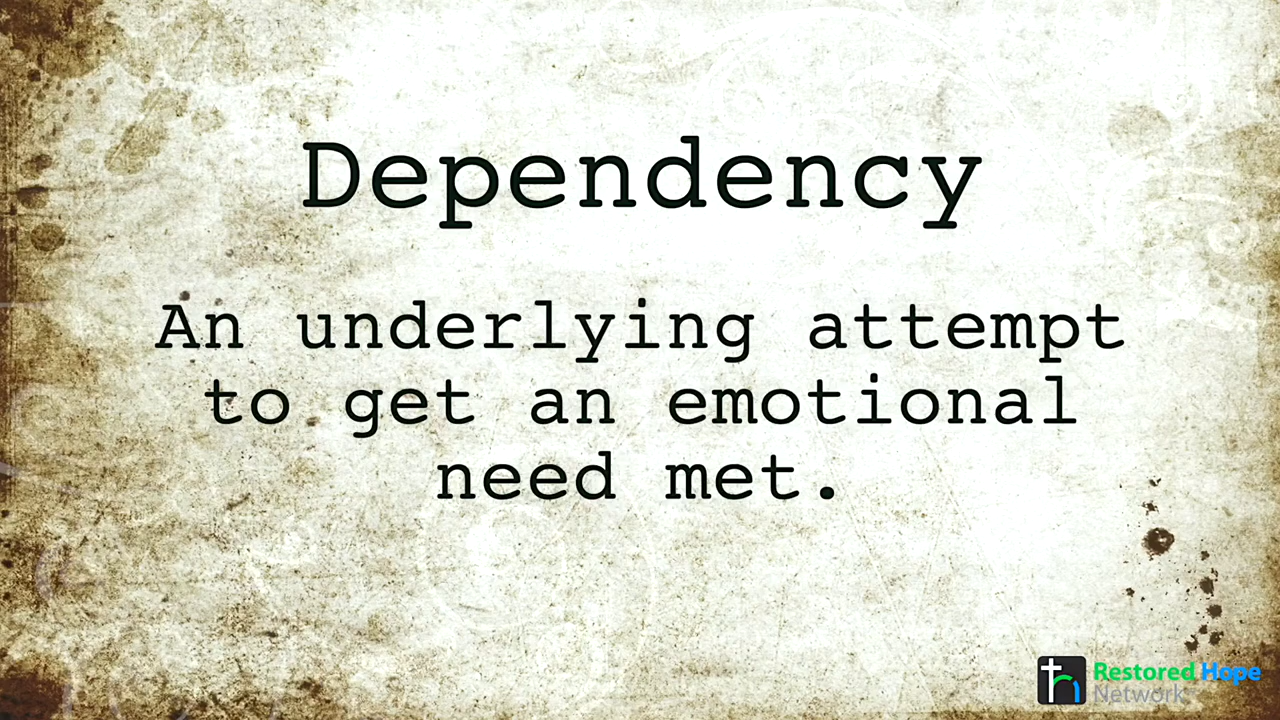 Dependency
An underlying attempt
to get an emotional
need met.
Restored Hope
Network